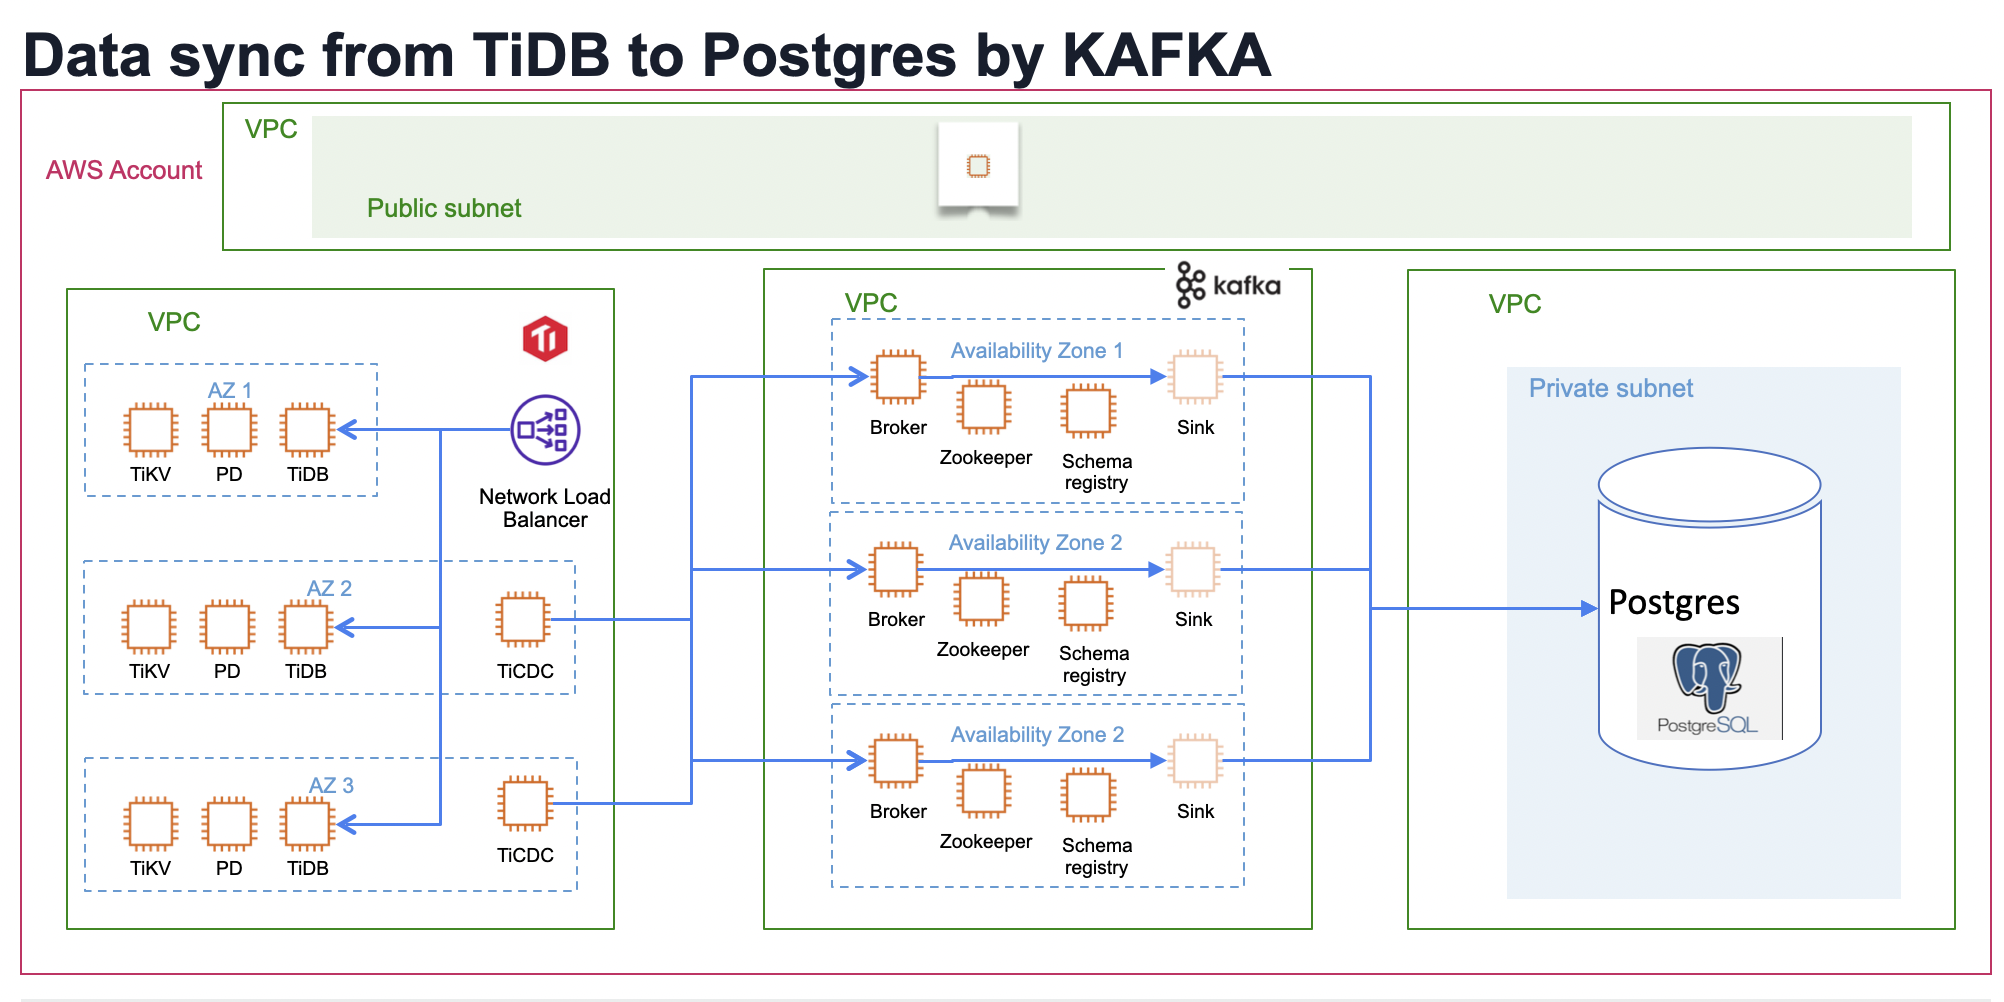 Data sync from TiDB to Postgres by KAFKA
VPC
AWS Account
Public subnet
VPC
AZ 1
TiKV
PD
TiDB
Network Load
Balancer
AZ 2
TiKV
PD
TiDB
TiCDC
AZ 3
TiKV
PD
TiDB
TiCDC
kafka
VPC
Availability Zone 1
Broker
Zookeeper
Schema
registry
Sink
Availability Zone 2
Broker
Zookeeper
Schema
registry
Sink
Availability Zone 2
Broker
Zookeeper
Schema
registry
Sink
VPC
Private subnet
Postgres
PostgreSQL